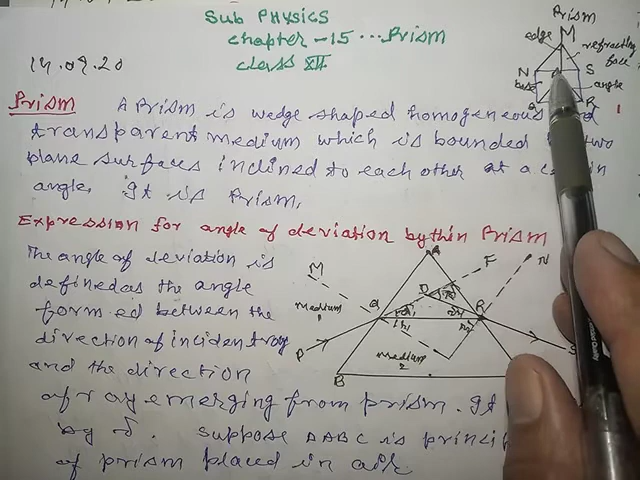 Sub PHYSICS
Prism
chapter-15 ... Prism
14.09.20
class XII
edge
M
refracting
face
N
S
base
angle
R
Prism A Prism is wedge shaped homogeneous
transparent medium which is bounded two
plane surfaces inclined to each other at a
angle. It is Prism.
Expression for angle of deviation by thin Prism
The angle of deviation is
defined as the angle
formed between the
direction of incident ray
and the direction
of ray emerging from prism. It
by δ. Suppose ΔABC is
of prism placed in air.
A
M
F
N
medium
1
Q
D
R
P
medium
2
B